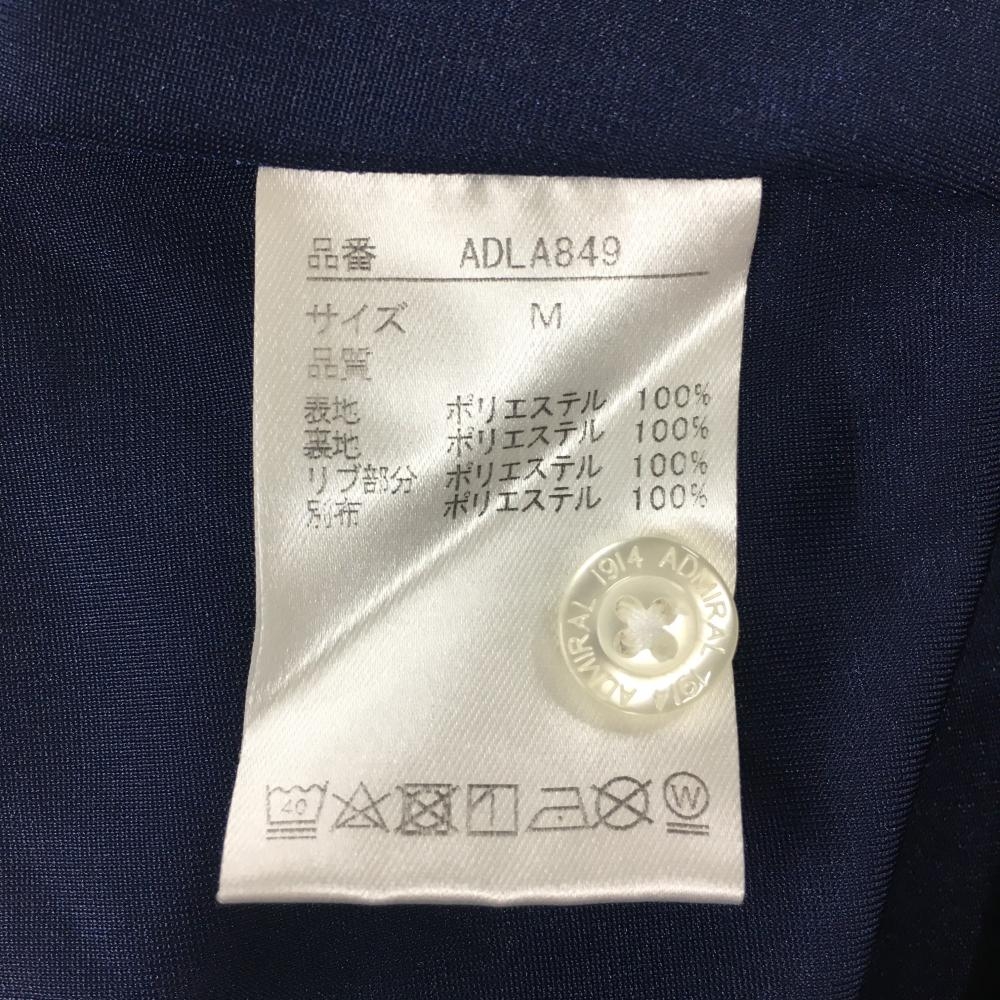 品番 ADLA849
サイズ M
品質
表地 ポリエステル 100%
裏地 ポリエステル 100%
リブ部分 ポリエステル 100%
別布 ポリエステル 100%
ADMIRAL 1914 ADMIRAL 1914
40
W